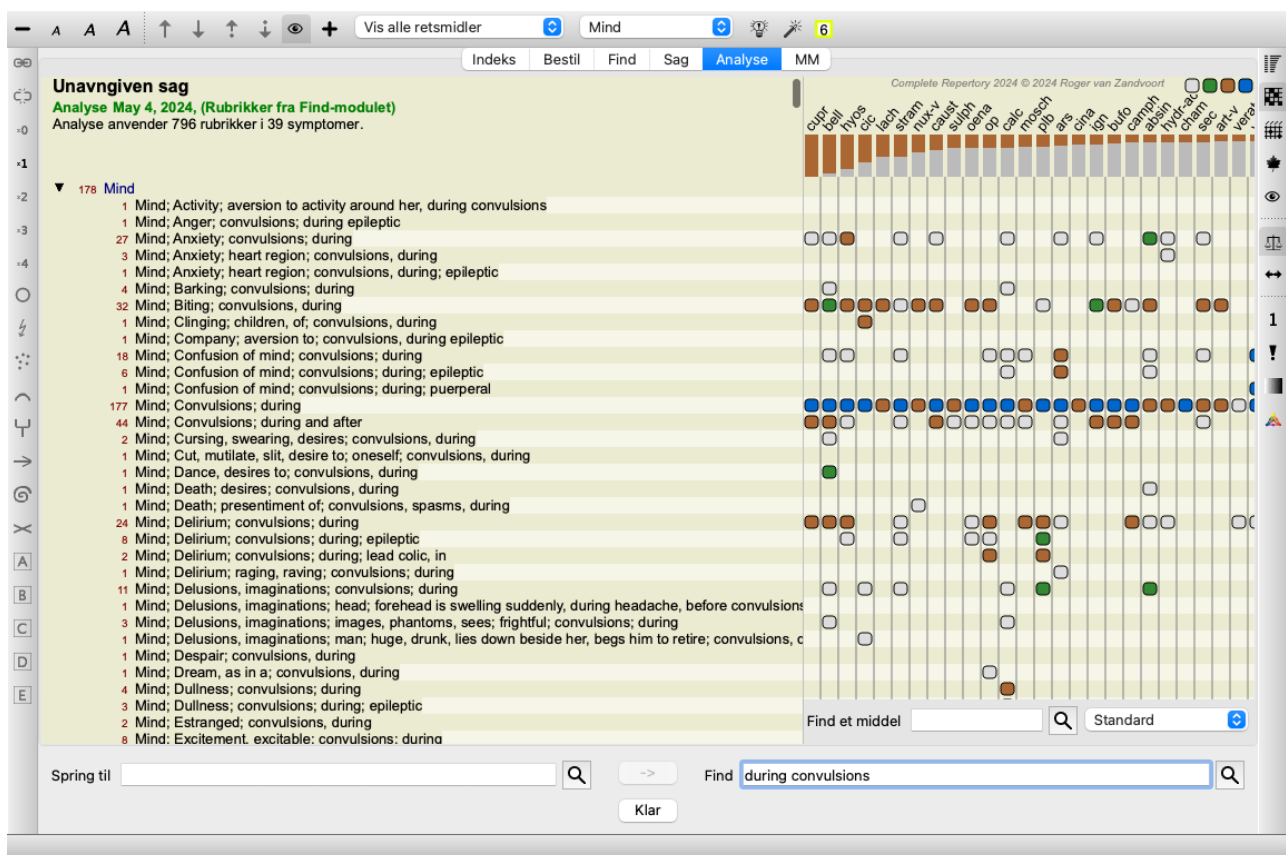 A A A Vis alle retsmidler Mind 6
Indeks Bestil Find Sag Analyse MM
Unavngiven sag
Analyse May 4, 2024, (Rubrikker fra Find-modulet)
Analyse anvender 796 rubrikker i 39 symptomer.
Complete Repertory 2024 © 2024 Roger van Zandvoort
cupr bell hyos cic lach stram nux-v caust sulph oena op calc mosch plb ars cina ign bufo camph absin hydr-ac cham sec art-v
178 Mind
1 Mind; Activity; aversion to activity around her, during convulsions
1 Mind; Anger; convulsions; during epileptic
27 Mind; Anxiety; convulsions; during
3 Mind; Anxiety; heart region; convulsions, during
1 Mind; Anxiety; heart region; convulsions, during; epileptic
4 Mind; Barking; convulsions; during
32 Mind; Biting; convulsions, during
1 Mind; Clinging; children, of; convulsions, during
1 Mind; Company; aversion to; convulsions, during epileptic
18 Mind; Confusion of mind; convulsions; during
6 Mind; Confusion of mind; convulsions; during; epileptic
1 Mind; Confusion of mind; convulsions; during; puerperal
177 Mind; Convulsions; during
44 Mind; Convulsions; during and after
2 Mind; Cursing, swearing, desires; convulsions, during
1 Mind; Cut, mutilate, slit, desire to; oneself; convulsions, during
1 Mind; Dance, desires to; convulsions, during
1 Mind; Death; desires; convulsions, during
1 Mind; Death; presentiment of; convulsions, spasms, during
24 Mind; Delirium; convulsions; during
8 Mind; Delirium; convulsions; during; epileptic
2 Mind; Delirium; convulsions; during; lead colic, in
1 Mind; Delirium; raging, raving; convulsions; during
11 Mind; Delusions, imaginations; convulsions; during
1 Mind; Delusions, imaginations; head; forehead is swelling suddenly, during headache, before convulsions
3 Mind; Delusions, imaginations; images, phantoms, sees; frightful; convulsions; during
1 Mind; Delusions, imaginations; man; huge, drunk, lies down beside her, begs him to retire; convulsions, d
1 Mind; Despair; convulsions, during
1 Mind; Dream, as in a; convulsions, during
4 Mind; Dullness; convulsions; during
3 Mind; Dullness; convulsions; during; epileptic
2 Mind; Estranged; convulsions, during
8 Mind; Excitement, excitable; convulsions; during
×0
×1
×2
×3
×4
A
B
C
D
E
1
!
Find et middel Standard
Spring til -> Find during convulsions
Klar